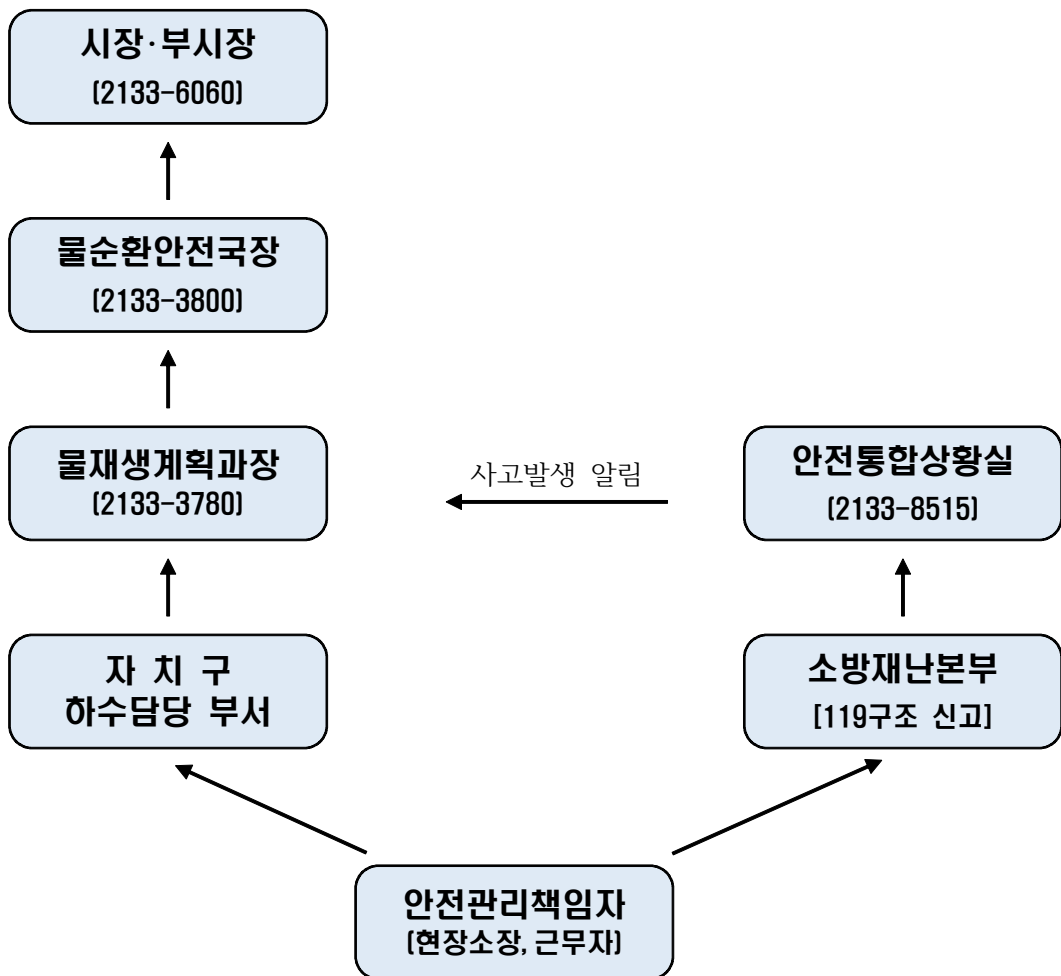 시장·부시장
(2133-6060)
물순환안전국장
(2133-3800)
물재생계획과장
(2133-3780)
사고발생 알림
안전통합상황실
(2133-8515)
자 치 구
하수담당 부서
소방재난본부
[119구조 신고]
안전관리책임자
(현장소장, 근무자)